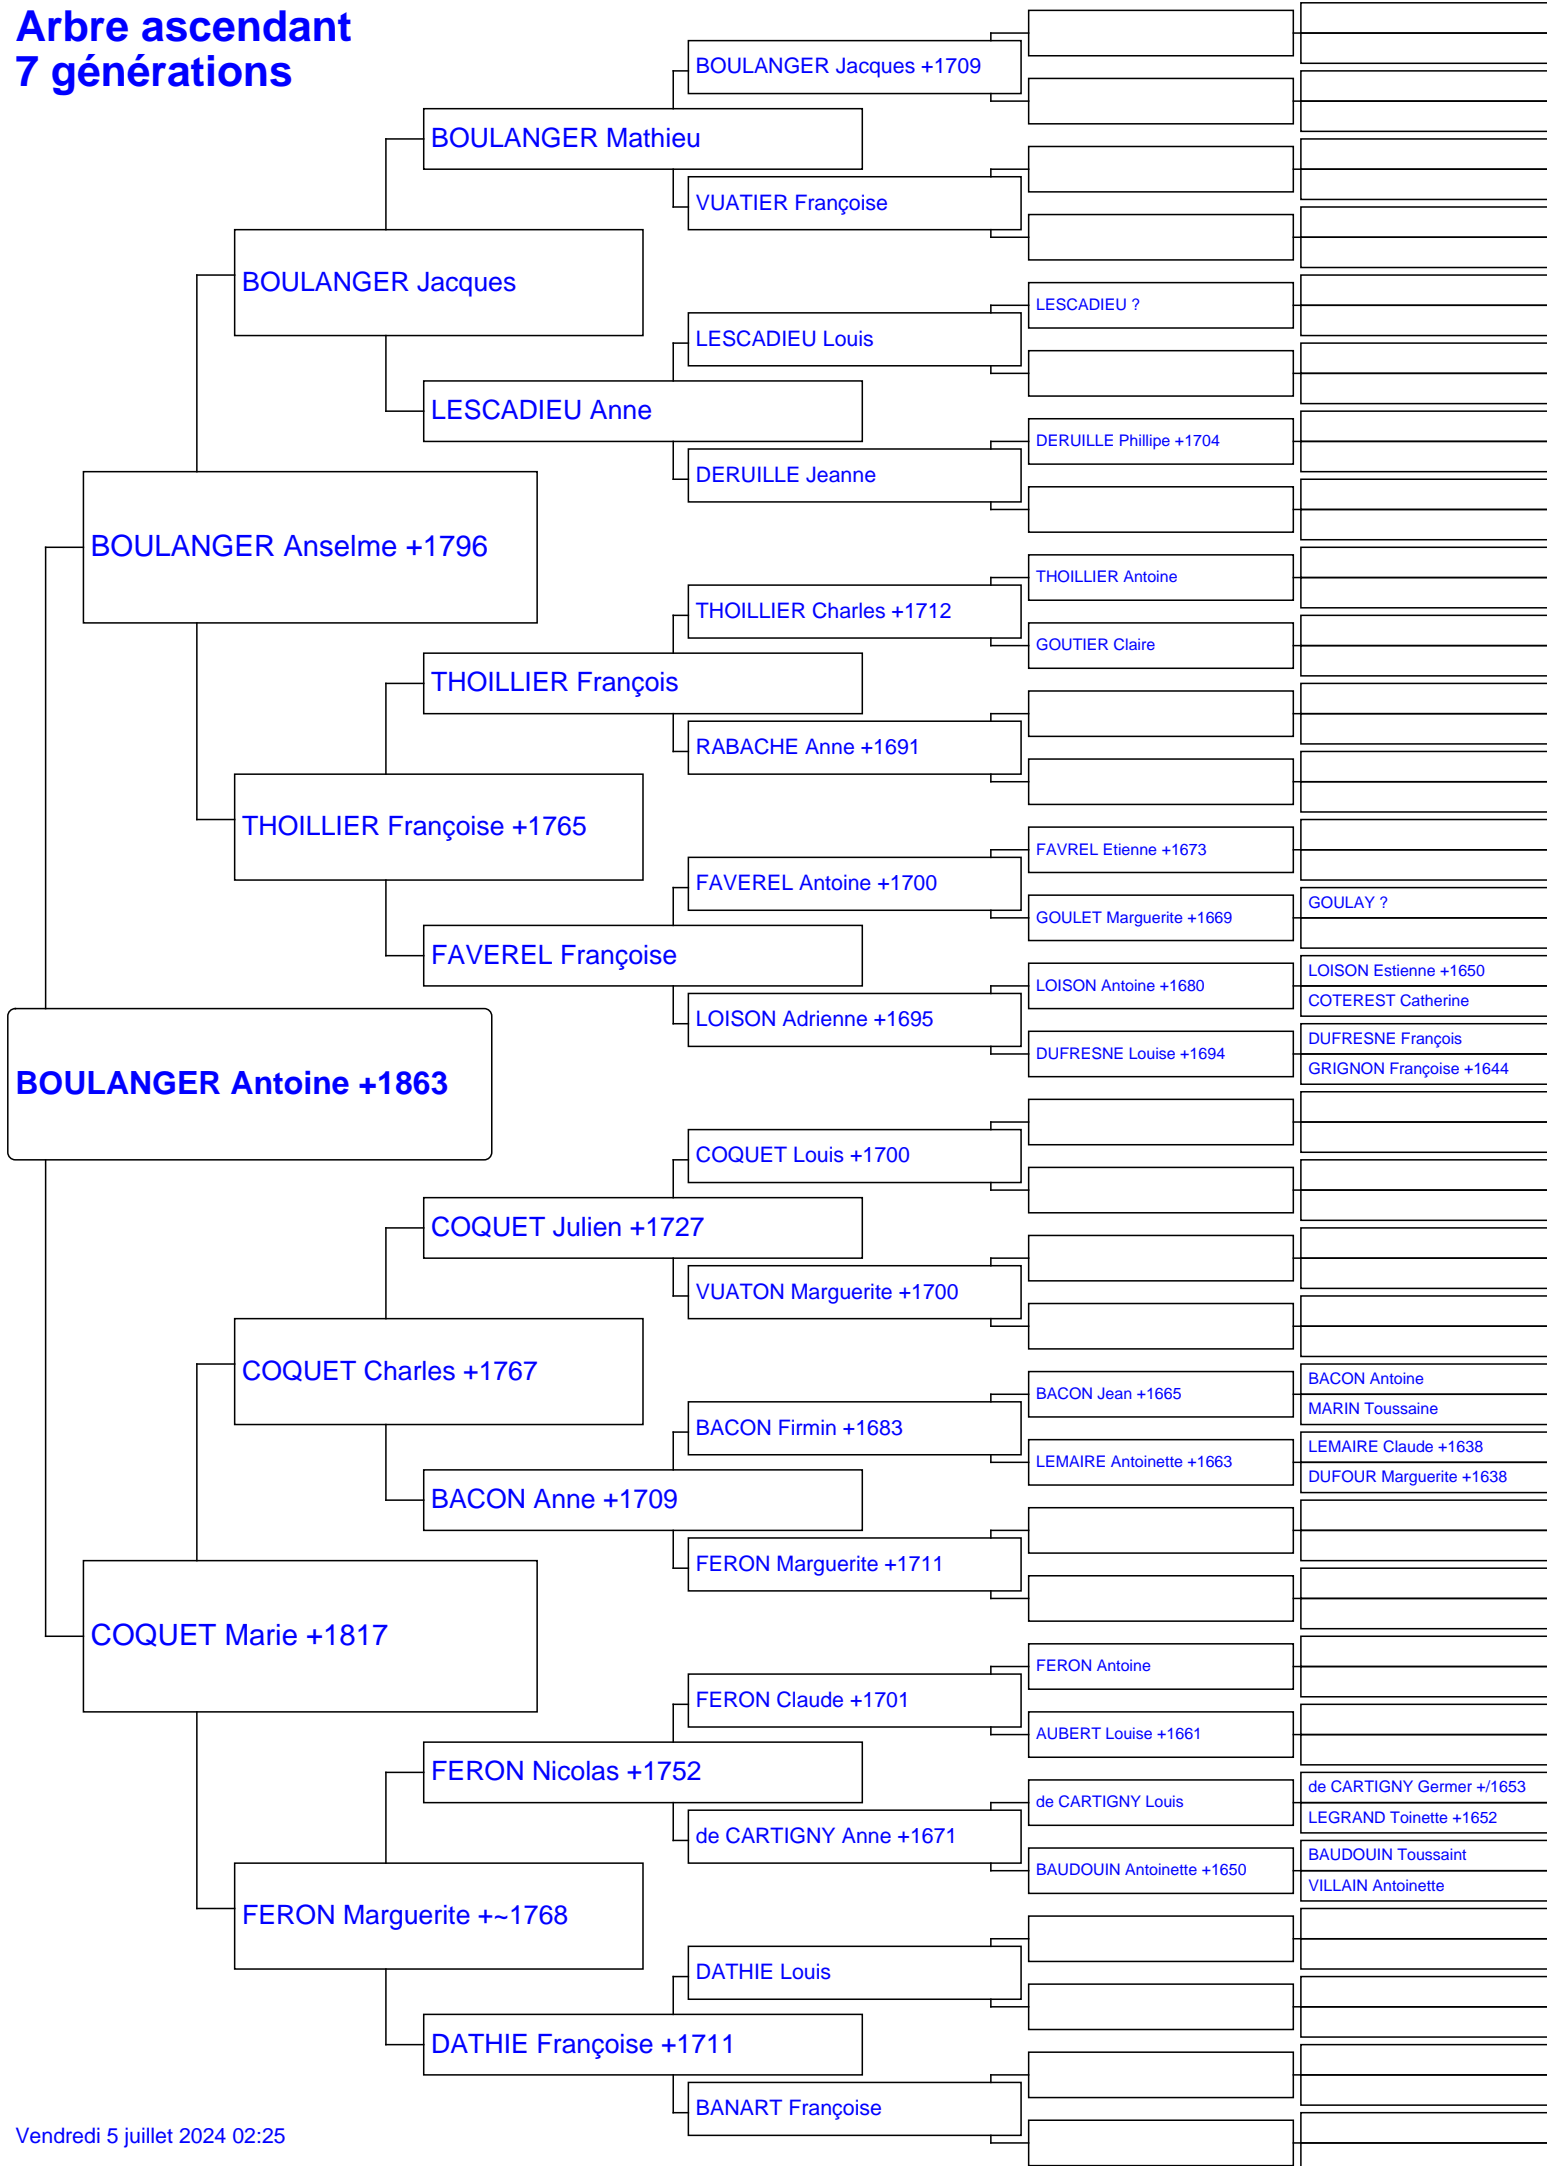 Arbre ascendant
7 générations
BOULANGER Jacques +1709
BOULANGER Mathieu
VUATIER Françoise
BOULANGER Jacques
LESCADIEU ?
LESCADIEU Louis
LESCADIEU Anne
DERUILLE Phillipe +1704
DERUILLE Jeanne
BOULANGER Anselme +1796
THOILLIER Antoine
THOILLIER Charles +1712
GOUTIER Claire
THOILLIER François
RABACHE Anne +1691
THOILLIER Françoise +1765
FAVREL Etienne +1673
FAVEREL Antoine +1700
GOULAY ?
GOULET Marguerite +1669
FAVEREL Françoise
LOISON Estienne +1650
LOISON Antoine +1680
COTEREST Catherine
LOISON Adrienne +1695
DUFRESNE François
DUFRESNE Louise +1694
GRIGNON Françoise +1644
BOULANGER Antoine +1863
COQUET Louis +1700
COQUET Julien +1727
VUATON Marguerite +1700
COQUET Charles +1767
BACON Antoine
BACON Jean +1665
MARIN Toussaine
BACON Firmin +1683
LEMAIRE Claude +1638
LEMAIRE Antoinette +1663
DUFOUR Marguerite +1638
BACON Anne +1709
FERON Marguerite +1711
COQUET Marie +1817
FERON Antoine
FERON Claude +1701
AUBERT Louise +1661
FERON Nicolas +1752
de CARTIGNY Germer +/1653
de CARTIGNY Louis
LEGRAND Toinette +1652
de CARTIGNY Anne +1671
BAUDOUIN Toussaint
BAUDOUIN Antoinette +1650
VILLAIN Antoinette
FERON Marguerite +~1768
DATHIE Louis
DATHIE Françoise +1711
BANART Françoise
Vendredi 5 juillet 2024 02:25